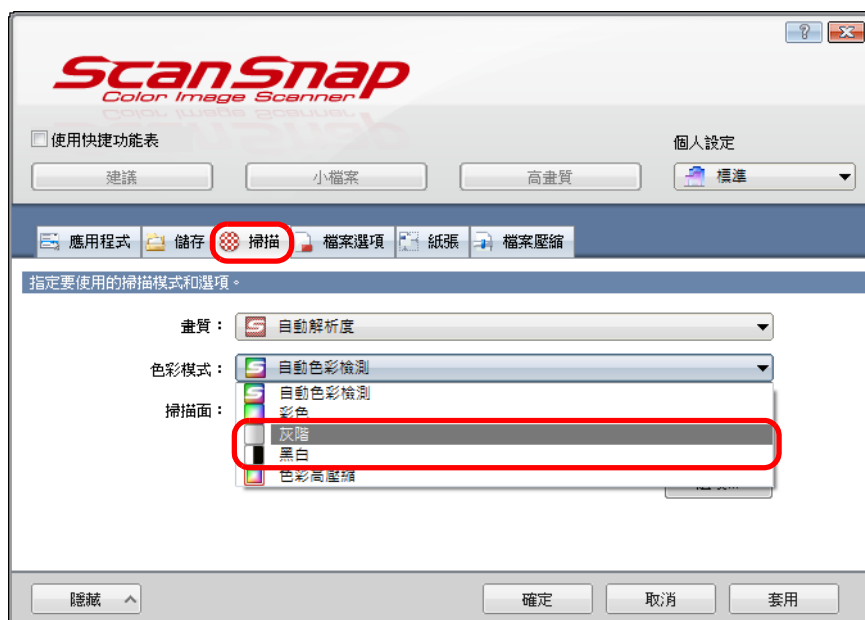 ScanSnap
Color Image Scanner
使用快捷功能表
個人設定
建議 小檔案 高畫質 標準
應用程式 儲存 掃描 檔案選項 紙張 檔案壓縮
指定要使用的掃描模式和選項。
畫質： 自動解析度
色彩模式： 自動色彩檢測
自動色彩檢測
掃描面： 彩色
灰階
黑白
色彩高壓縮
隱藏 確定 取消 套用